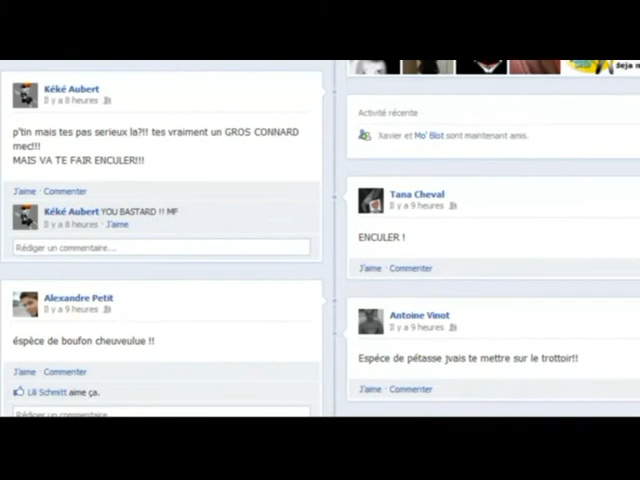 Kéké Aubert
Il y a 8 heures
p'tin mais tes pas serieux la?!! tes vraiment un GROS CONNARD
mec!!!
MAIS VA TE FAIR ENCULER!!!
J'aime · Commenter
Kéké Aubert YOU BASTARD !! MF
Il y a 8 heures · J'aime
Rédiger un commentaire...
Alexandre Petit
Il y a 9 heures
éspèce de boufon cheuveulue !!
J'aime · Commenter
Lili Schmitt aime ça.
Rédiger un commentaire...
deja m
Activité récente
Xavier et Mo' Blot sont maintenant amis.
Tana Cheval
Il y a 9 heures
ENCULER !
J'aime · Commenter
Antoine Vinot
Il y a 9 heures
Espéce de pétasse jvais te mettre sur le trottoir!!
J'aime · Commenter